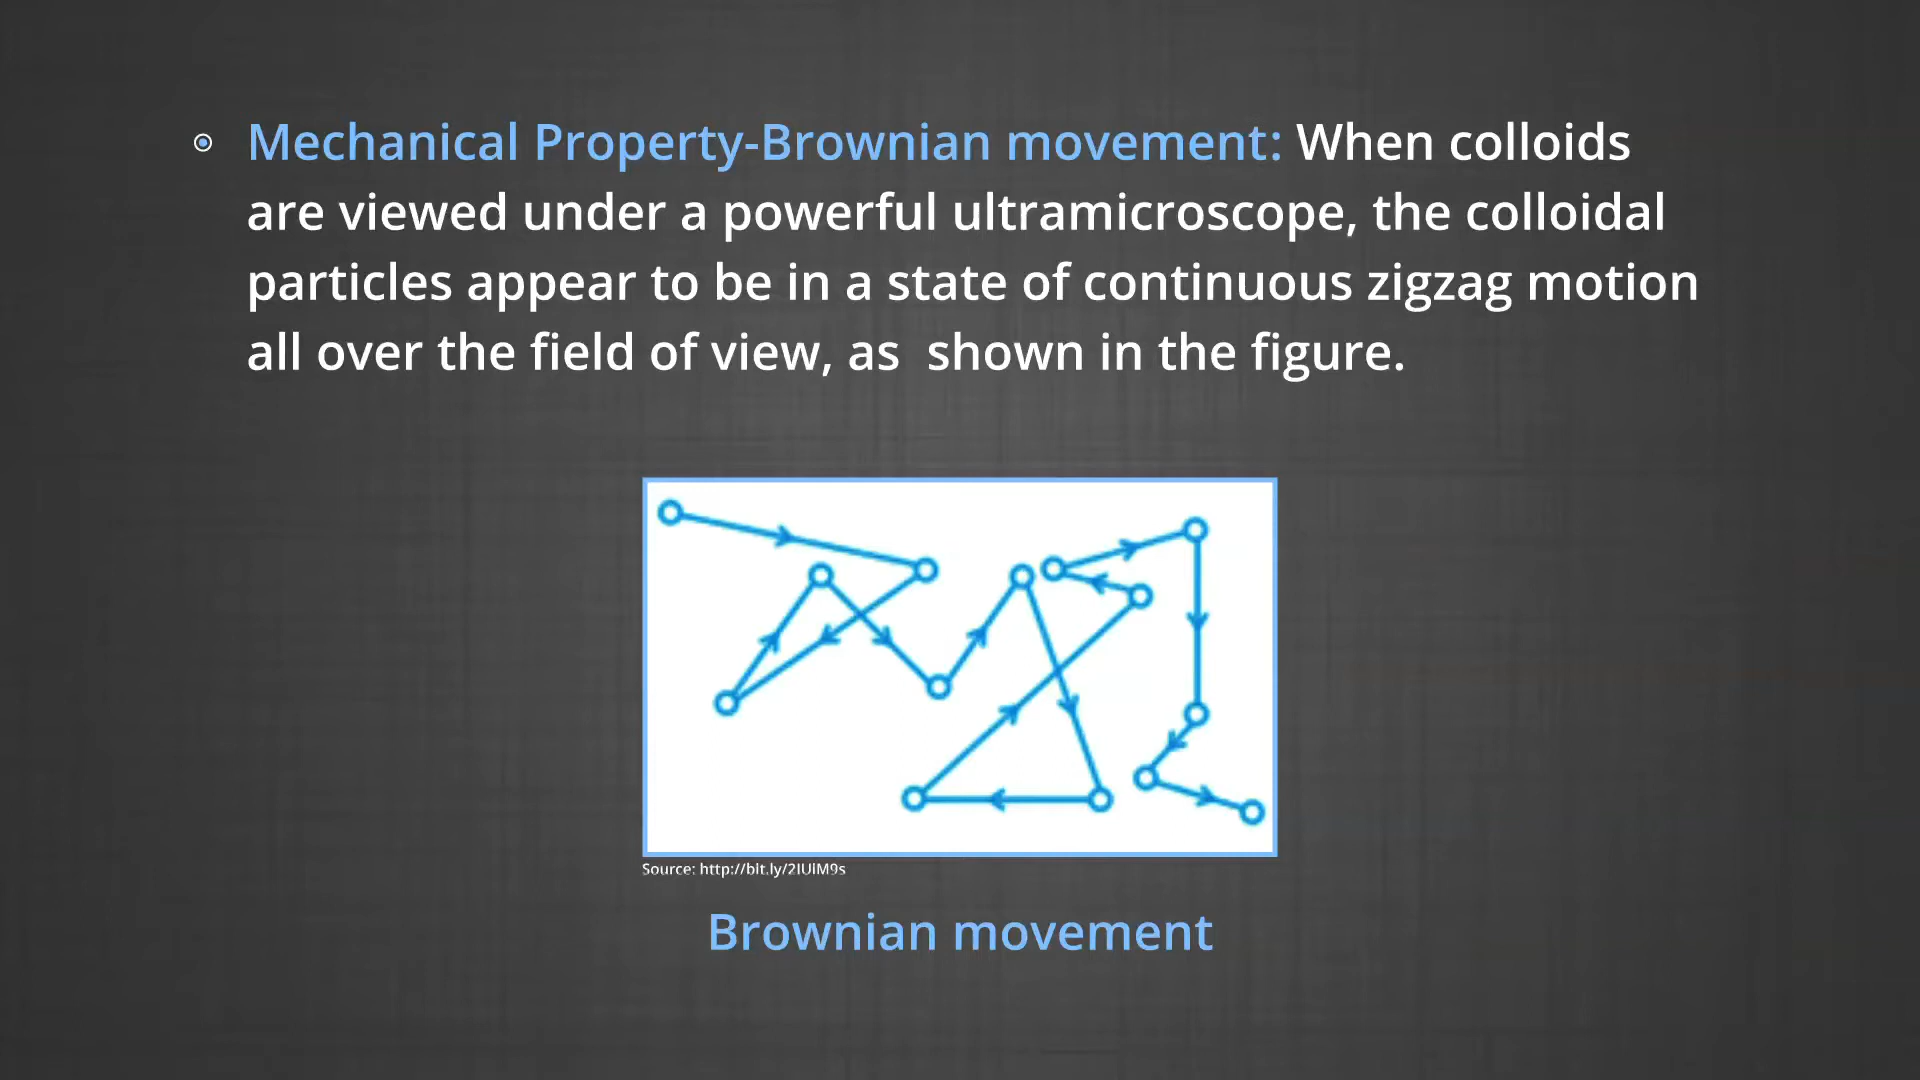 Mechanical Property-Brownian movement: When colloids
are viewed under a powerful ultramicroscope, the colloidal
particles appear to be in a state of continuous zigzag motion
all over the field of view, as  shown in the figure.
Source: http://bit.ly/2IUiM9s
Brownian movement